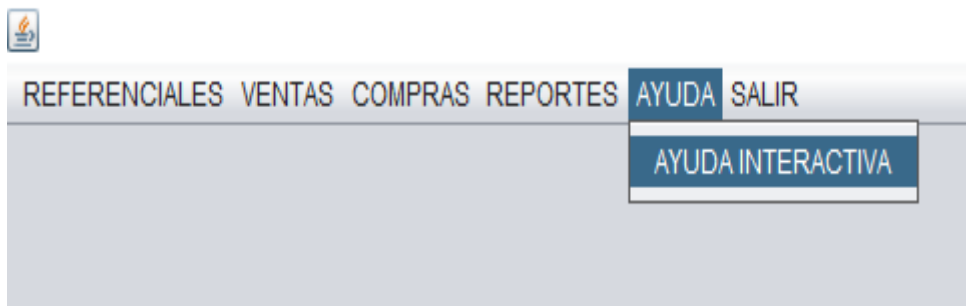 REFERENCIALES VENTAS COMPRAS REPORTES AYUDA SALIR
AYUDA INTERACTIVA